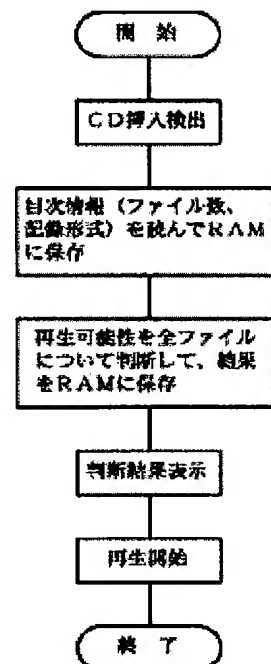 開 始
CD挿入検出
目次情報（ファイル数、
記録形式）を読んでRAM
に保存
再生可能性を全ファイル
について判断して、結果
をRAMに保存
判断結果表示
再生開始
終 了